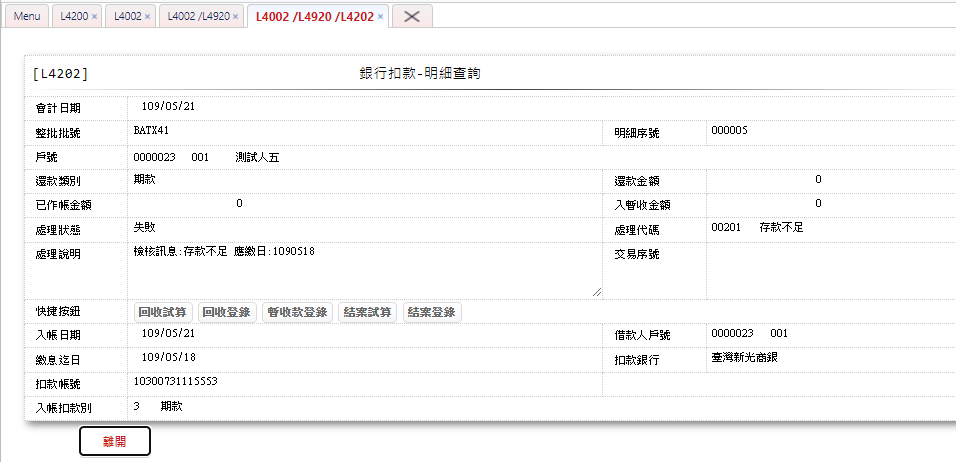 Menu L4200 × L4002 × L4002 /L4920 × L4002 /L4920 /L4202 ×
[L4202] 銀行扣款-明細查詢
會計日期 109/05/21
整批批號 BATX41 明細序號 000005
戶號 0000023 001 測試人五
還款類別 期款 還款金額 0
已作帳金額 0 入暫收金額 0
處理狀態 失敗 處理代碼 00201 存款不足
處理說明 檢核訊息:存款不足 應繳日:1090518 交易序號
快捷按鈕 回收試算 回收登錄 暫收款登錄 結案試算 結案登錄
入帳日期 109/05/21 借款人戶號 0000023 001
繳息迄日 109/05/18 扣款銀行 臺灣新光商銀
扣款帳號 10300731115553
入帳扣款別 3 期款
離開